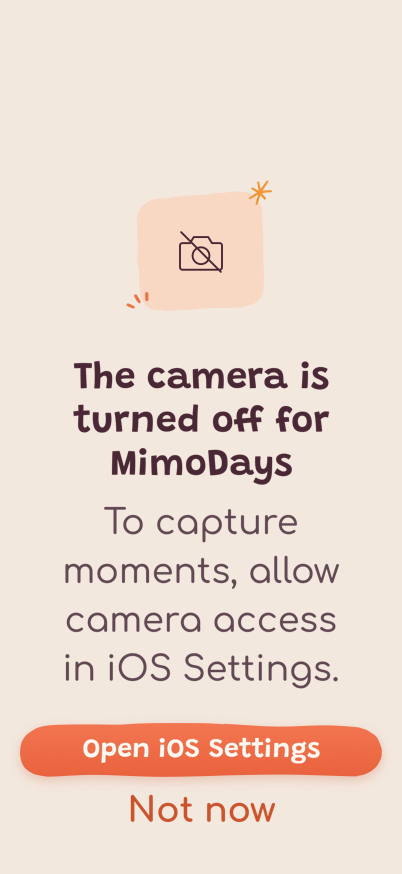 The camera is
turned off for
MimoDays
To capture
moments, allow
camera access
in iOS Settings.
Open iOS Settings
Not now